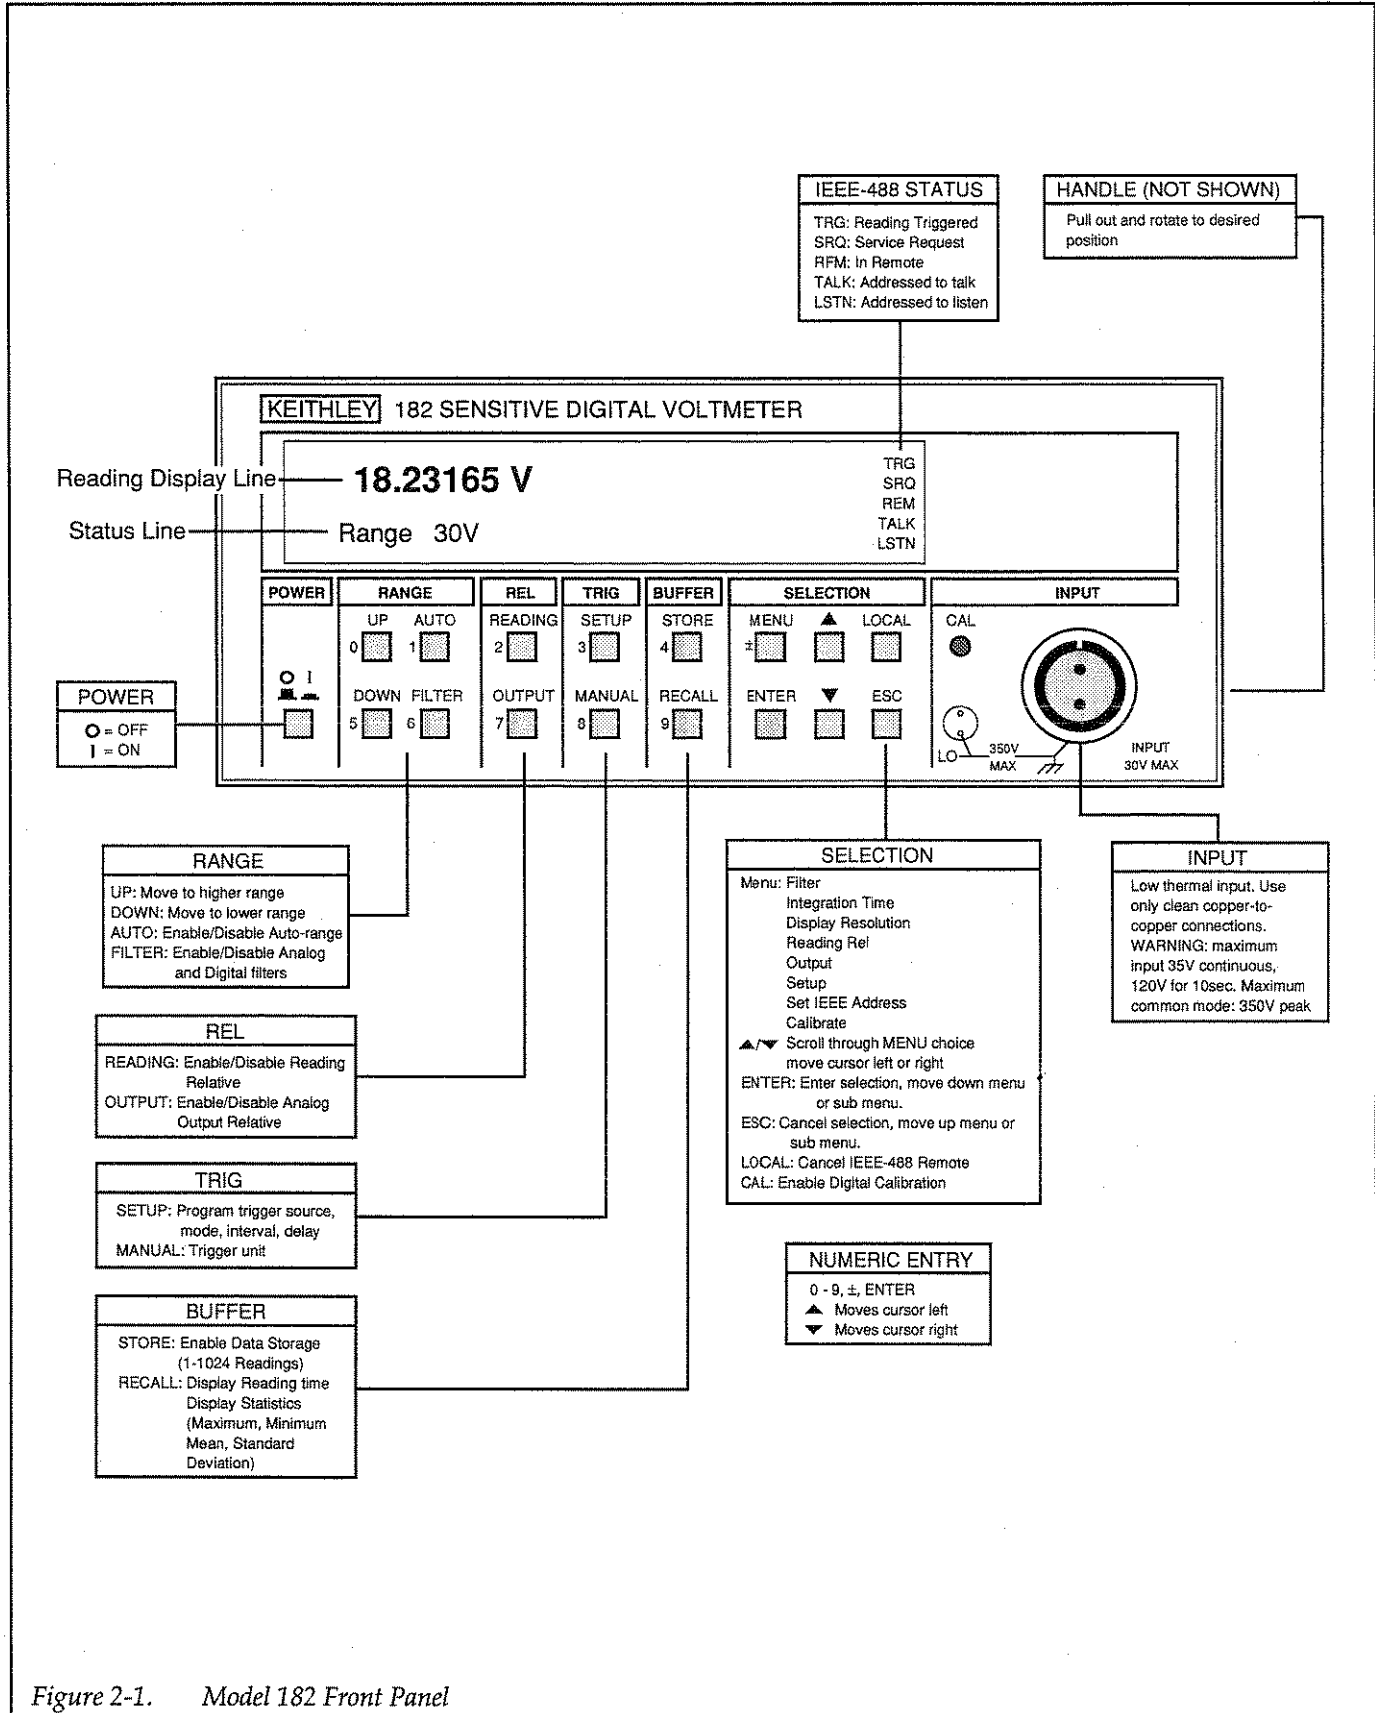 IEEE-488 STATUS
TRG: Reading Triggered
SRQ: Service Request
RFM: In Remote
TALK: Addressed to talk
LSTN: Addressed to listen
HANDLE (NOT SHOWN)
Pull out and rotate to desired
position
KEITHLEY 182 SENSITIVE DIGITAL VOLTMETER
Reading Display Line
18.23165 V
Status Line
Range 30V
TRG
SRQ
REM
TALK
LSTN
POWER RANGE REL TRIG BUFFER SELECTION INPUT
UP AUTO READING SETUP STORE MENU ▲ LOCAL CAL
0 1 2 3 4 ±
O I
DOWN FILTER OUTPUT MANUAL RECALL ENTER ▼ ESC
5 6 7 8 9
LO 350V
MAX
INPUT
30V MAX
POWER
O = OFF
I = ON
RANGE
UP: Move to higher range
DOWN: Move to lower range
AUTO: Enable/Disable Auto-range
FILTER: Enable/Disable Analog
and Digital filters
REL
READING: Enable/Disable Reading
Relative
OUTPUT: Enable/Disable Analog
Output Relative
TRIG
SETUP: Program trigger source,
mode, interval, delay
MANUAL: Trigger unit
BUFFER
STORE: Enable Data Storage
(1-1024 Readings)
RECALL: Display Reading time
Display Statistics
(Maximum, Minimum
Mean, Standard
Deviation)
SELECTION
Menu: Filter
Integration Time
Display Resolution
Reading Rel
Output
Setup
Set IEEE Address
Calibrate
▲/▼ Scroll through MENU choice
move cursor left or right
ENTER: Enter selection, move down menu
or sub menu.
ESC: Cancel selection, move up menu or
sub menu.
LOCAL: Cancel IEEE-488 Remote
CAL: Enable Digital Calibration
INPUT
Low thermal input. Use
only clean copper-to-
copper connections.
WARNING: maximum
input 35V continuous,
120V for 10sec. Maximum
common mode: 350V peak
NUMERIC ENTRY
0 - 9, ±, ENTER
▲ Moves cursor left
▼ Moves cursor right
Figure 2-1. Model 182 Front Panel